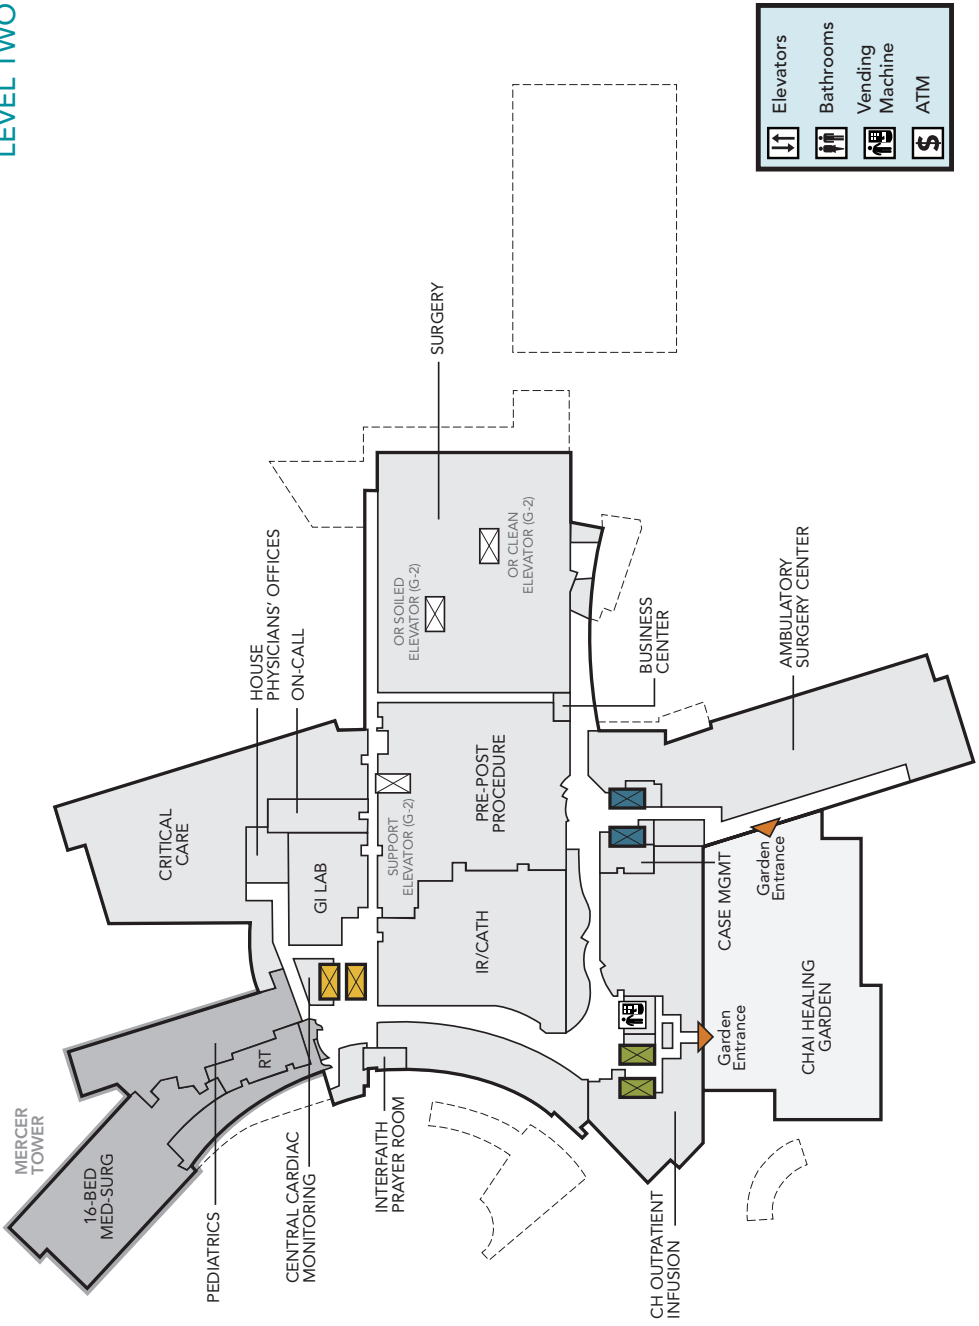 LEVEL TWO
MERCER
TOWER
16-BED
MED-SURG
PEDIATRICS
RT
CENTRAL CARDIAC
MONITORING
INTERFAITH
PRAYER ROOM
CRITICAL
CARE
HOUSE
PHYSICIANS' OFFICES
ON-CALL
GI LAB
SUPPORT
ELEVATOR (G-2)
IR/CATH
PRE-POST
PROCEDURE
OR SOILED
ELEVATOR (G-2)
OR CLEAN
ELEVATOR (G-2)
SURGERY
BUSINESS
CENTER
AMBULATORY
SURGERY CENTER
CASE MGMT
Garden
Entrance
Garden
Entrance
CHAI HEALING
GARDEN
CH OUTPATIENT
INFUSION
Elevators
Bathrooms
Vending
Machine
$ ATM